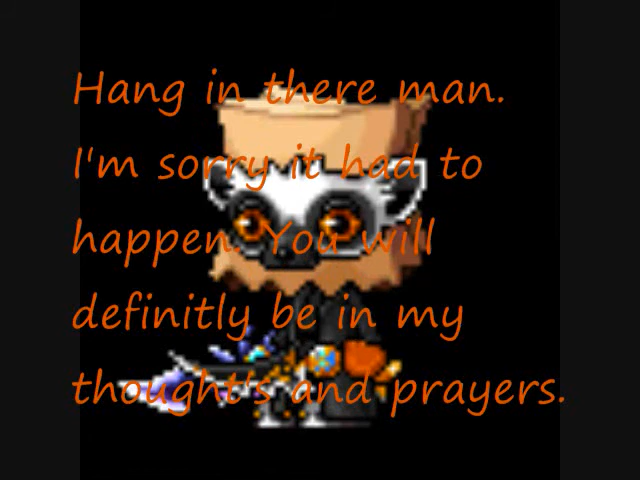 Hang in there man.
I'm sorry it had to
happen. You will
definitly be in my
thought's and prayers.